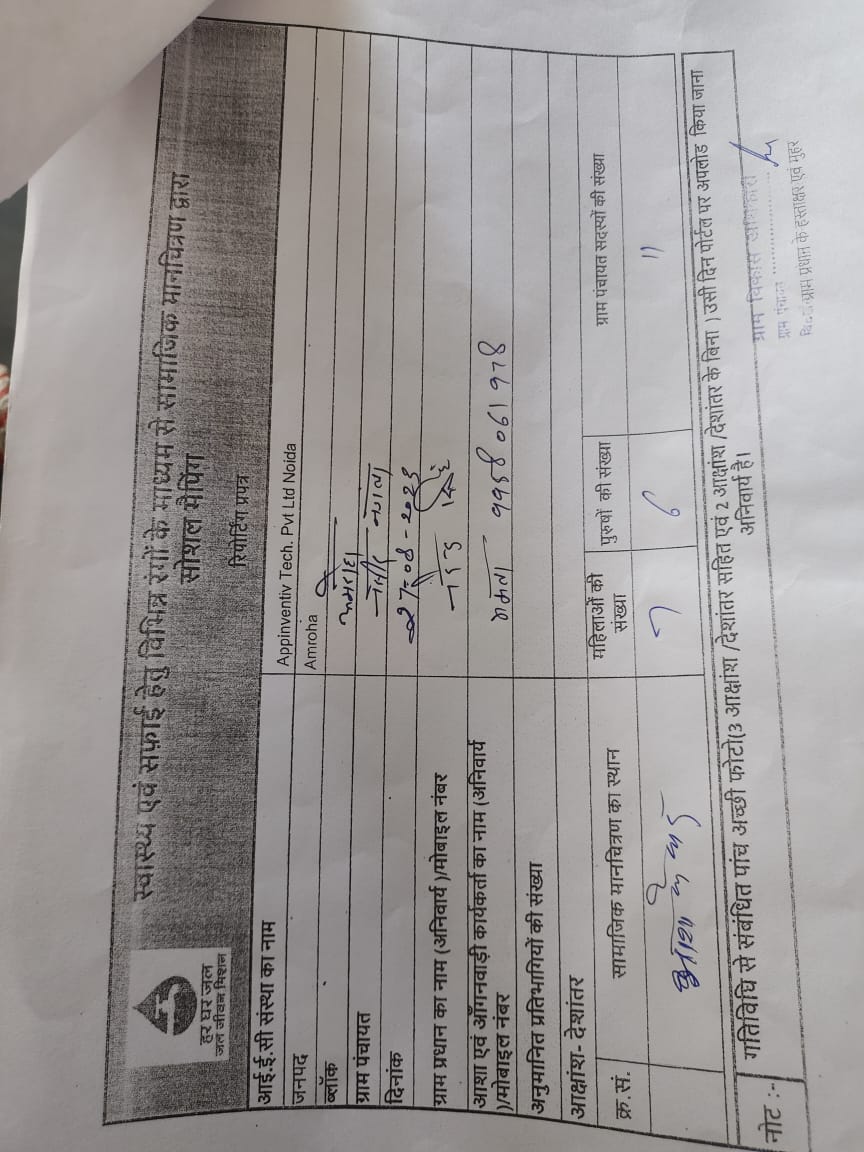 स्वास्थ्य एवं सफ़ाई हेतु विभिन्न रंगों के माध्यम से सामाजिक मानचित्रण द्वारा
सोशल मैपिंग
रिपोर्टिंग प्रपत्र
हर घर जल
जल जीवन मिशन
आई.ई.सी संस्था का नाम Appinventiv Tech. Pvt Ltd Noida
जनपद Amroha
ब्लॉक
ग्राम पंचायत
दिनांक 27-08-2023
ग्राम प्रधान का नाम (अनिवार्य )/मोबाइल नंबर
आशा एवं आँगनवाड़ी कार्यकर्ता का नाम (अनिवार्य ममता 9958061978
)/मोबाइल नंबर
अनुमानित प्रतिभागियों की संख्या
आक्षांश- देशांतर
क्र.सं. सामाजिक मानचित्रण का स्थान महिलाओं की संख्या पुरुषों की संख्या ग्राम पंचायत सदस्यों की संख्या
7 6 11
नोट :- गतिविधि से संबंधित पांच अच्छी फोटो(3 आक्षांश /देशांतर सहित एवं 2 आक्षांश /देशांतर के बिना ) उसी दिन पोर्टल पर अपलोड किया जाना
अनिवार्य है।
ग्राम विकास अधिकारी
ग्राम पंचायत ....................
ग्राम प्रधान के हस्ताक्षर एवं मुहर